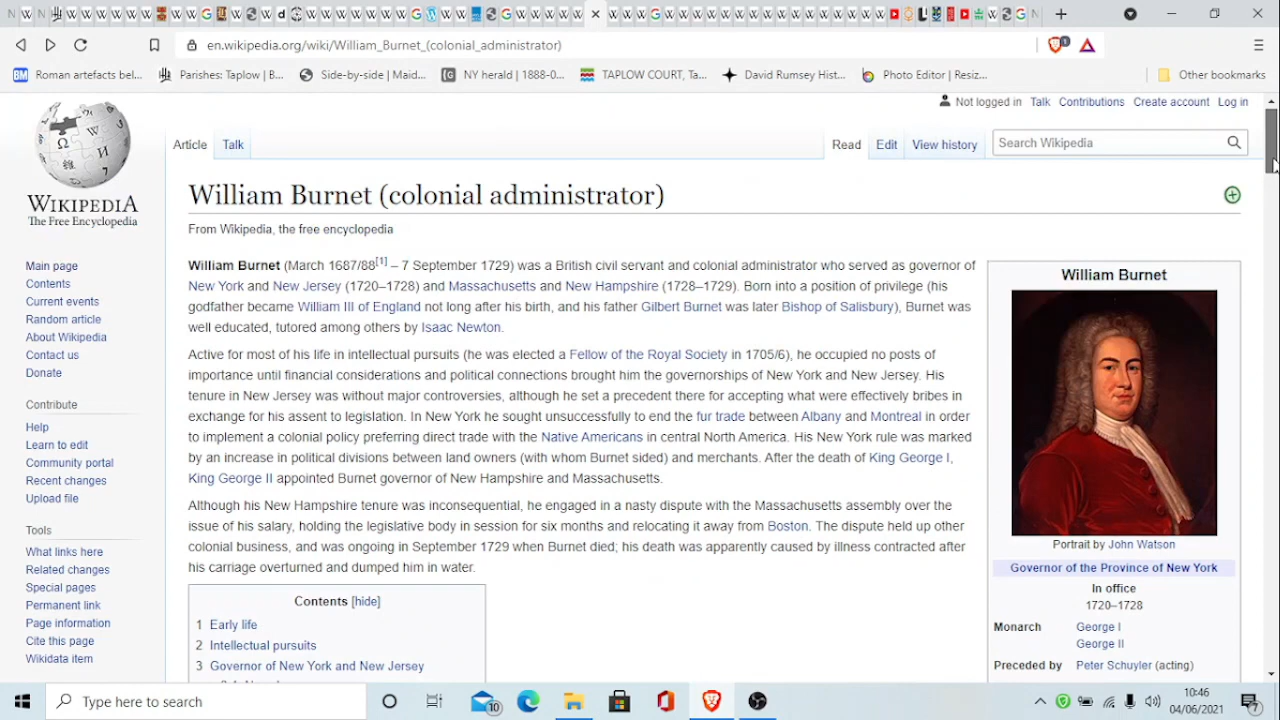 en.wikipedia.org/wiki/William_Burnet_(colonial_administrator)
Roman artefacts bel... Parishes: Taplow | B... Side-by-side | Maid... NY herald | 1888-0... TAPLOW COURT, Ta... David Rumsey Hist... Photo Editor | Resiz... Other bookmarks
Not logged in Talk Contributions Create account Log in
Article Talk Read Edit View history Search Wikipedia
WIKIPEDIA
The Free Encyclopedia
Main page
Contents
Current events
Random article
About Wikipedia
Contact us
Donate
Contribute
Help
Learn to edit
Community portal
Recent changes
Upload file
Tools
What links here
Related changes
Special pages
Permanent link
Page information
Cite this page
Wikidata item
William Burnet (colonial administrator)
From Wikipedia, the free encyclopedia
William Burnet (March 1687/88[1] – 7 September 1729) was a British civil servant and colonial administrator who served as governor of
New York and New Jersey (1720–1728) and Massachusetts and New Hampshire (1728–1729). Born into a position of privilege (his
godfather became William III of England not long after his birth, and his father Gilbert Burnet was later Bishop of Salisbury), Burnet was
well educated, tutored among others by Isaac Newton.
Active for most of his life in intellectual pursuits (he was elected a Fellow of the Royal Society in 1705/6), he occupied no posts of
importance until financial considerations and political connections brought him the governorships of New York and New Jersey. His
tenure in New Jersey was without major controversies, although he set a precedent there for accepting what were effectively bribes in
exchange for his assent to legislation. In New York he sought unsuccessfully to end the fur trade between Albany and Montreal in order
to implement a colonial policy preferring direct trade with the Native Americans in central North America. His New York rule was marked
by an increase in political divisions between land owners (with whom Burnet sided) and merchants. After the death of King George I,
King George II appointed Burnet governor of New Hampshire and Massachusetts.
Although his New Hampshire tenure was inconsequential, he engaged in a nasty dispute with the Massachusetts assembly over the
issue of his salary, holding the legislative body in session for six months and relocating it away from Boston. The dispute held up other
colonial business, and was ongoing in September 1729 when Burnet died; his death was apparently caused by illness contracted after
his carriage overturned and dumped him in water.
Contents [hide]
1 Early life
2 Intellectual pursuits
3 Governor of New York and New Jersey
William Burnet
Portrait by John Watson
Governor of the Province of New York
In office
1720–1728
Monarch George I
George II
Preceded by Peter Schuyler (acting)
Type here to search
10
10:46
04/06/2021
7